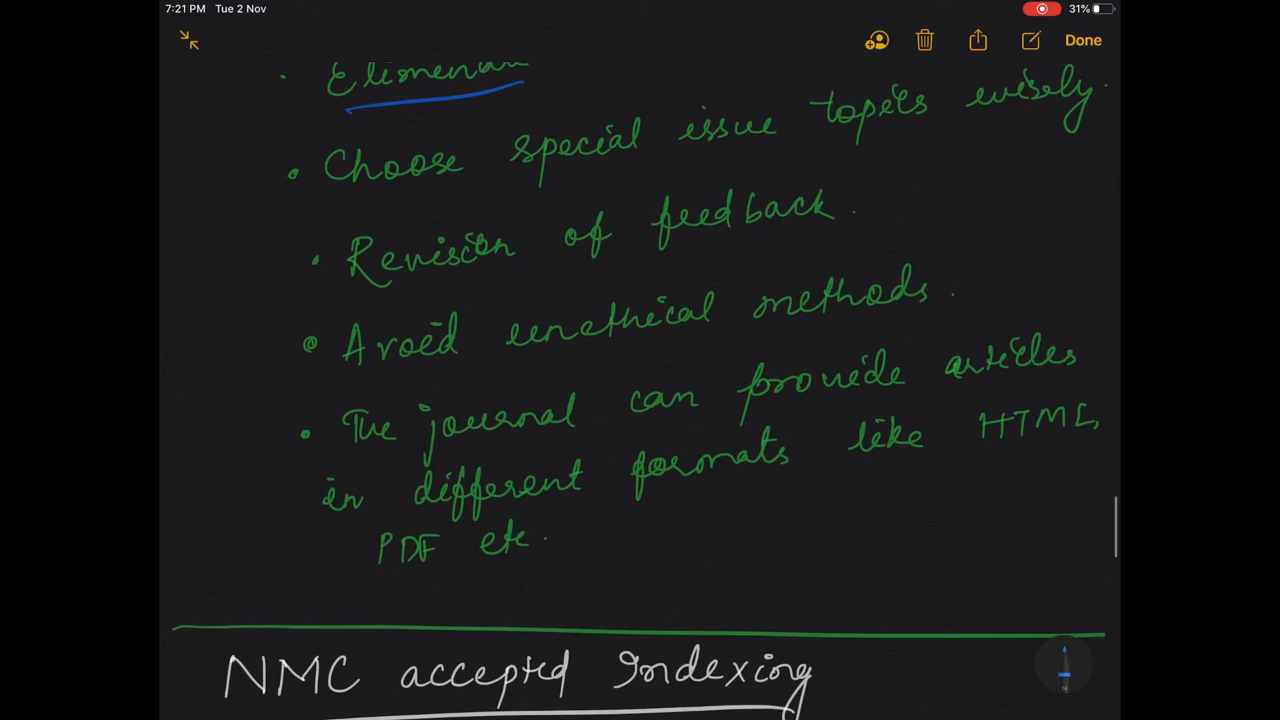 7:21 PM Tue 2 Nov 31%
Done
• Choose special issue topics wisely.
• Revision of feedback.
• Avoid unethical methods.
• The journal can provide articles
in different formats like HTML,
PDF etc.
NMC accepted Indexing